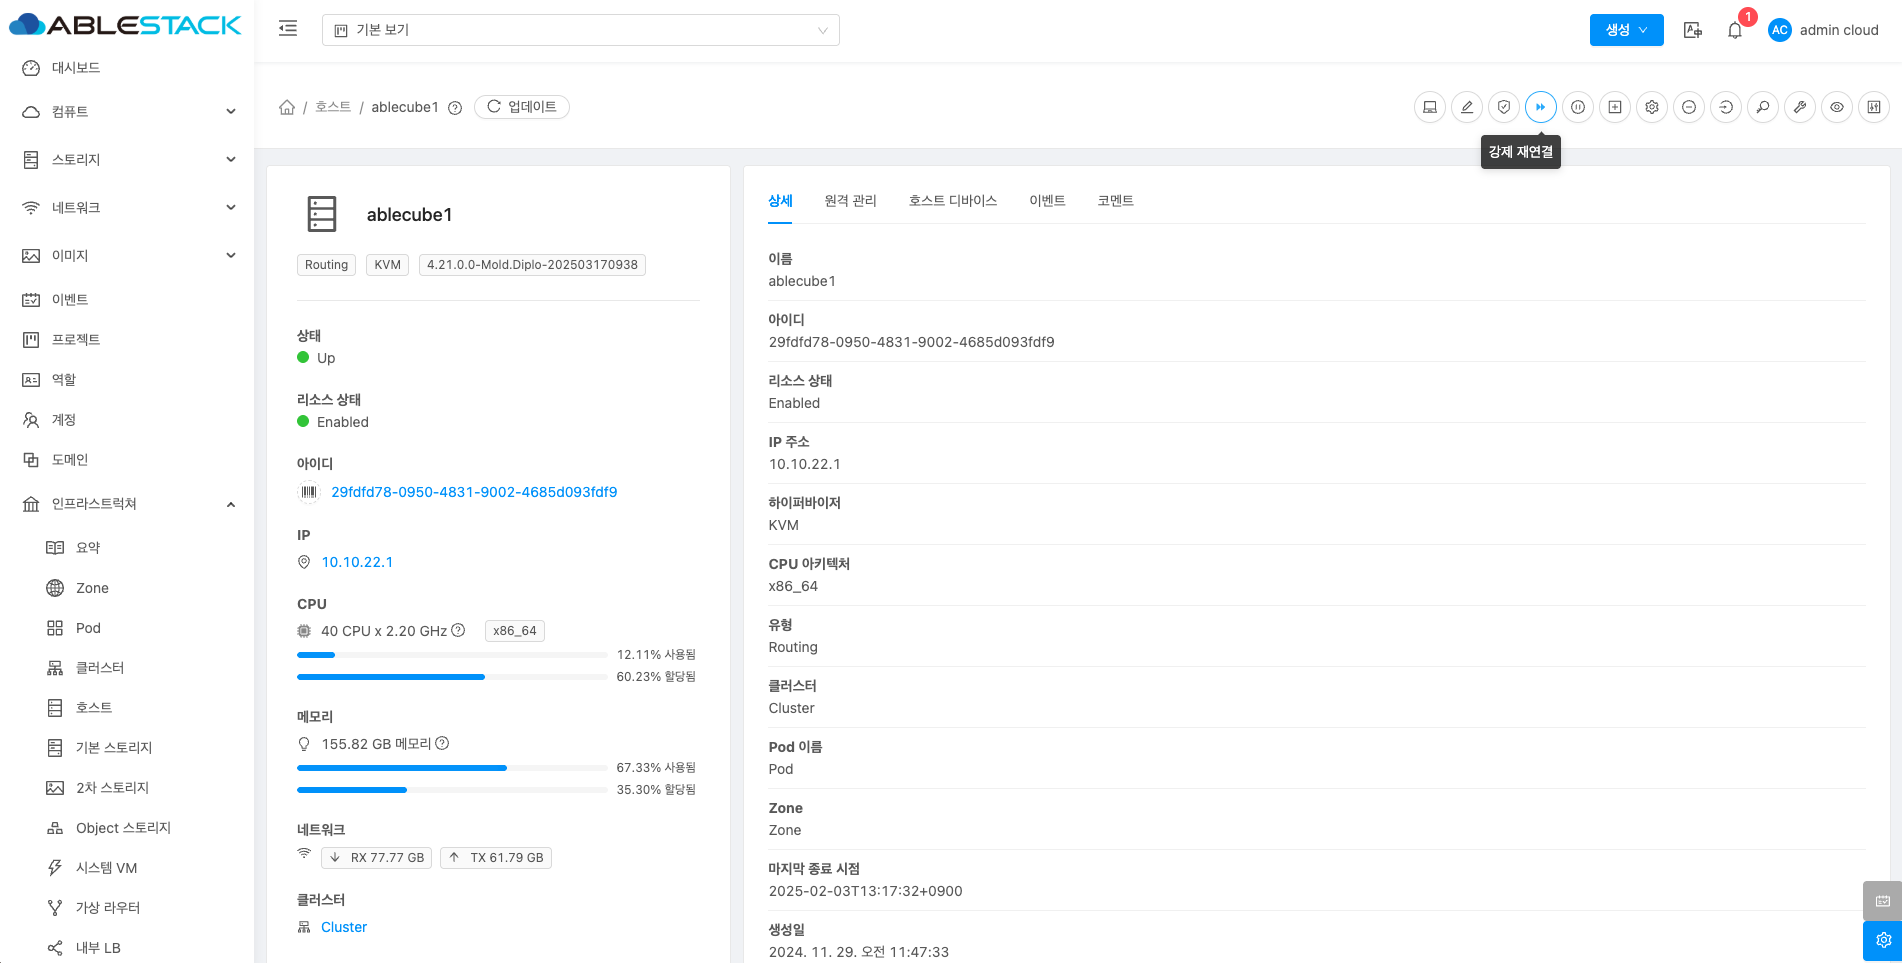 ABLESTACK
기본 보기
생성
1
AC
admin cloud
대시보드
컴퓨트
스토리지
네트워크
이미지
이벤트
프로젝트
역할
계정
도메인
인프라스트럭쳐
요약
Zone
Pod
클러스터
호스트
기본 스토리지
2차 스토리지
Object 스토리지
시스템 VM
가상 라우터
내부 LB
/ 호스트 / ablecube1
업데이트
강제 재연결
ablecube1
Routing
KVM
4.21.0.0-Mold.Diplo-202503170938
상태
Up
리소스 상태
Enabled
아이디
29fdfd78-0950-4831-9002-4685d093fdf9
IP
10.10.22.1
CPU
40 CPU x 2.20 GHz
x86_64
12.11% 사용됨
60.23% 할당됨
메모리
155.82 GB 메모리
67.33% 사용됨
35.30% 할당됨
네트워크
RX 77.77 GB
TX 61.79 GB
클러스터
Cluster
상세
원격 관리
호스트 디바이스
이벤트
코멘트
이름
ablecube1
아이디
29fdfd78-0950-4831-9002-4685d093fdf9
리소스 상태
Enabled
IP 주소
10.10.22.1
하이퍼바이저
KVM
CPU 아키텍처
x86_64
유형
Routing
클러스터
Cluster
Pod 이름
Pod
Zone
Zone
마지막 종료 시점
2025-02-03T13:17:32+0900
생성일
2024. 11. 29. 오전 11:47:33